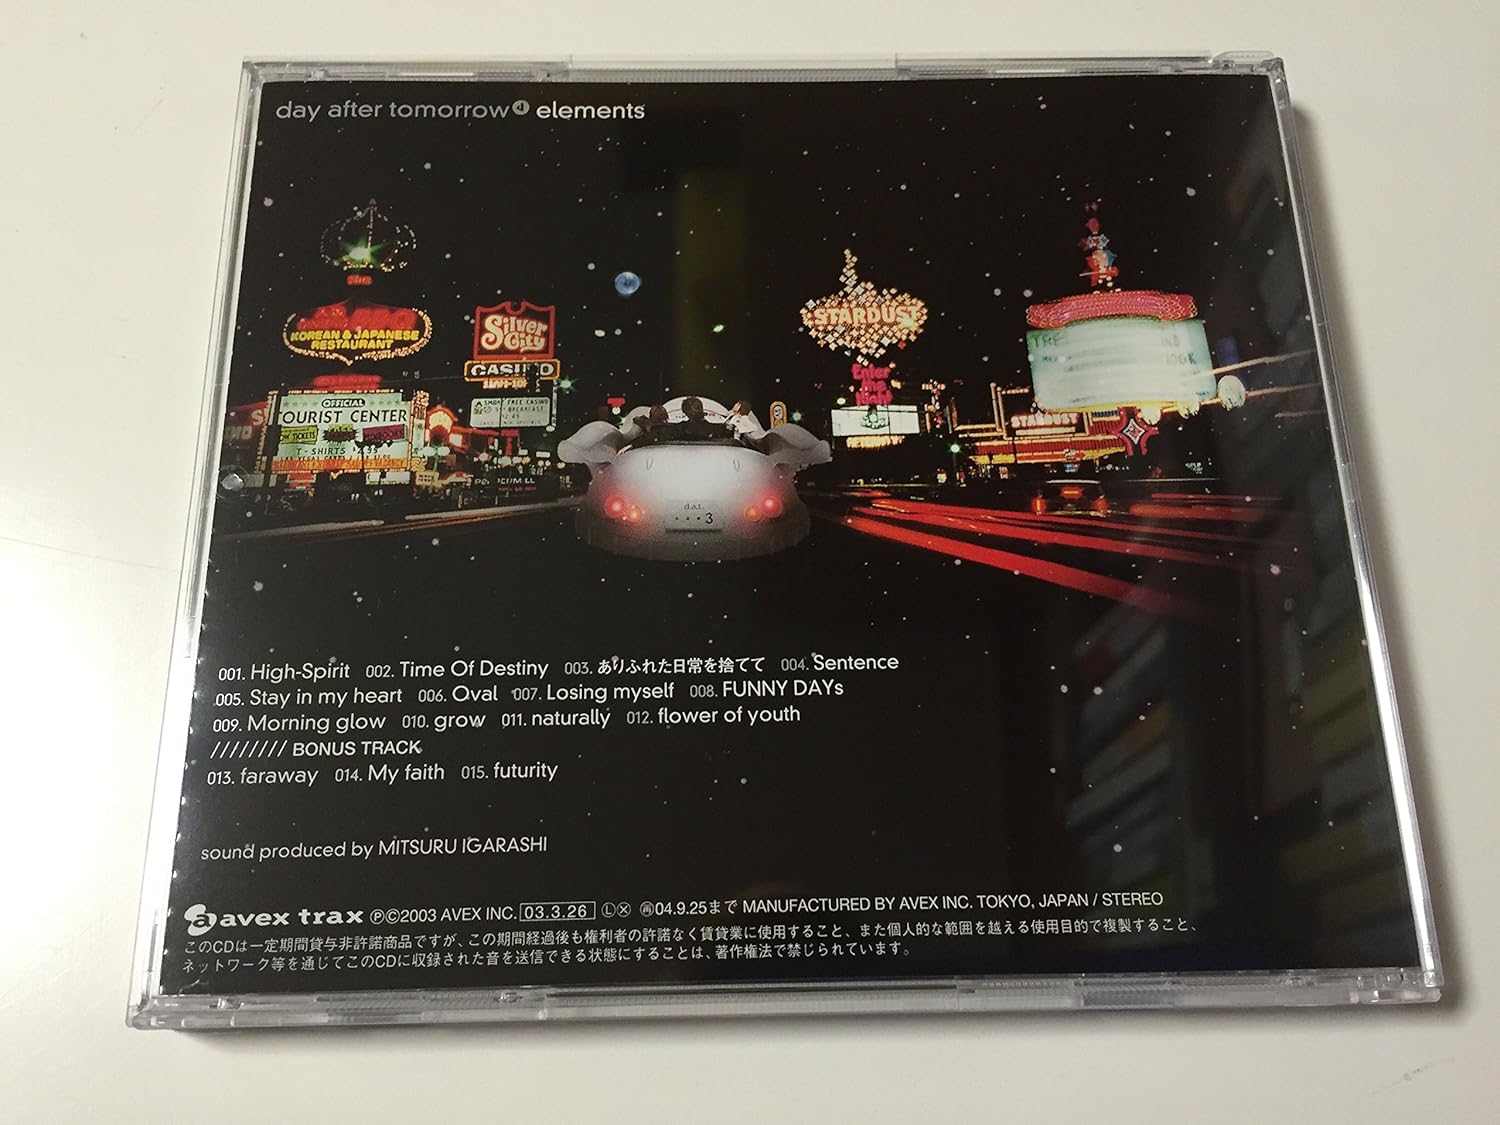 day after tomorrow elements
KOREAN & JAPANESE
RESTAURANT
Silver
City
CASINO
STARDUST
Enter
the
Night
OFFICIAL
TOURIST CENTER
T-SHIRTS
SMOKE FREE CASINO
BREAKFAST
STARDUST
d.a.t.
・・・3
001. High-Spirit 002. Time Of Destiny 003. ありふれた日常を捨てて 004. Sentence
005. Stay in my heart 006. Oval 007. Losing myself 008. FUNNY DAYs
009. Morning glow 010. grow 011. naturally 012. flower of youth
//////// BONUS TRACK
013. faraway 014. My faith 015. futurity
sound produced by MITSURU IGARASHI
a avex trax ℗©2003 AVEX INC. 03.3.26 Ⓛⓧ ㊢04.9.25まで MANUFACTURED BY AVEX INC. TOKYO, JAPAN / STEREO
このCDは一定期間貸与非許諾商品ですが、この期間経過後も権利者の許諾なく賃貸業に使用すること、また個人的な範囲を越える使用目的で複製すること、
ネットワーク等を通じてこのCDに収録された音を送信できる状態にすることは、著作権法で禁じられています。